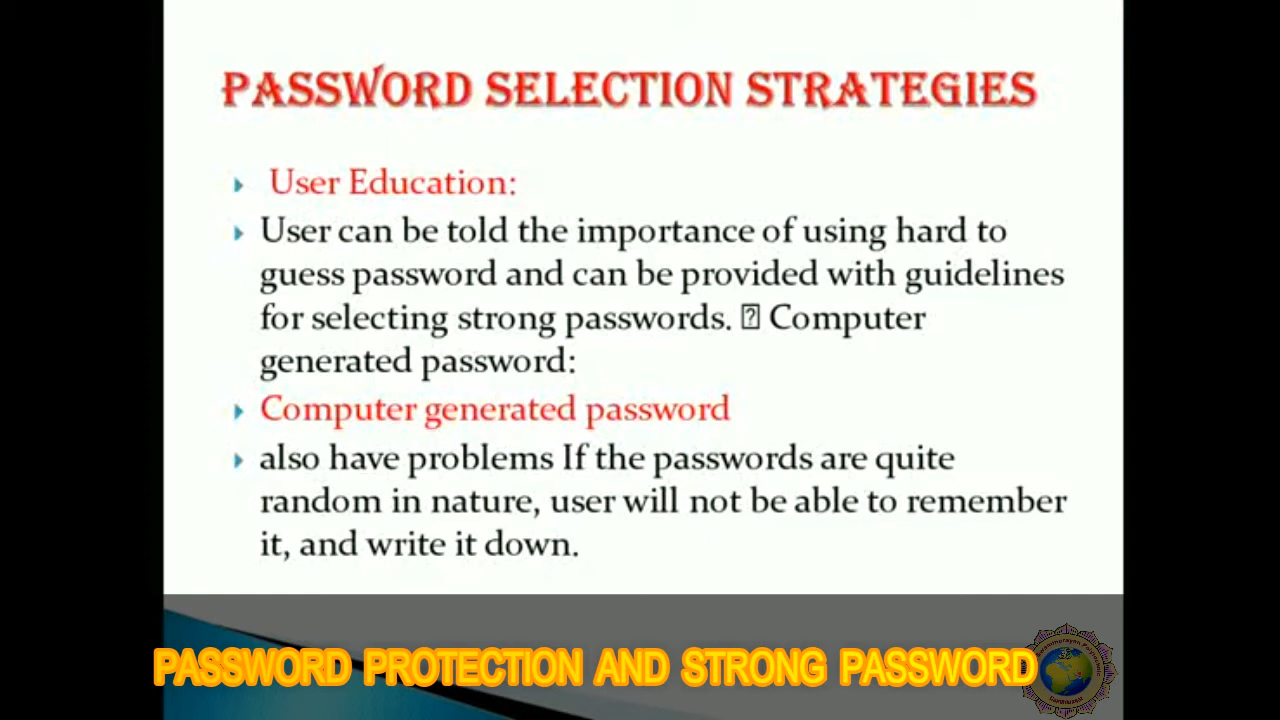 PASSWORD SELECTION STRATEGIES
User Education:
User can be told the importance of using hard to
guess password and can be provided with guidelines
for selecting strong passwords. ⍰ Computer
generated password:
Computer generated password
also have problems If the passwords are quite
random in nature, user will not be able to remember
it, and write it down.
PASSWORD PROTECTION AND STRONG PASSWORD